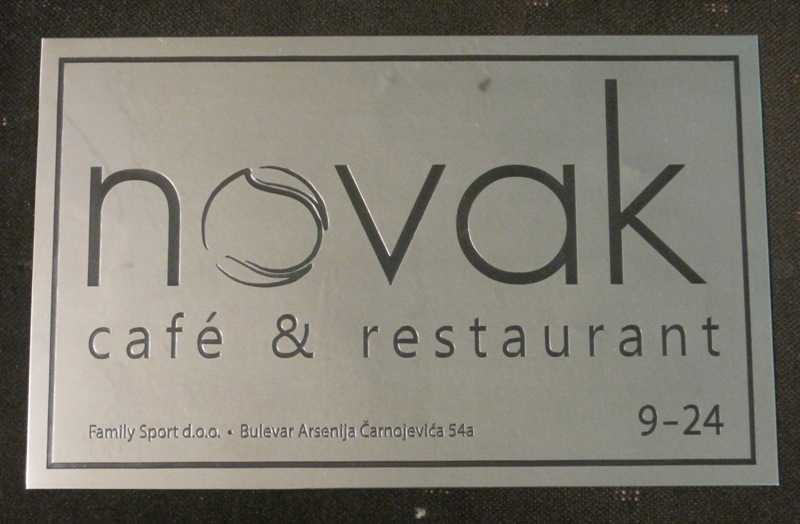 novak
café & restaurant
9-24
Family Sport d.o.o. • Bulevar Arsenija Čarnojevića 54a